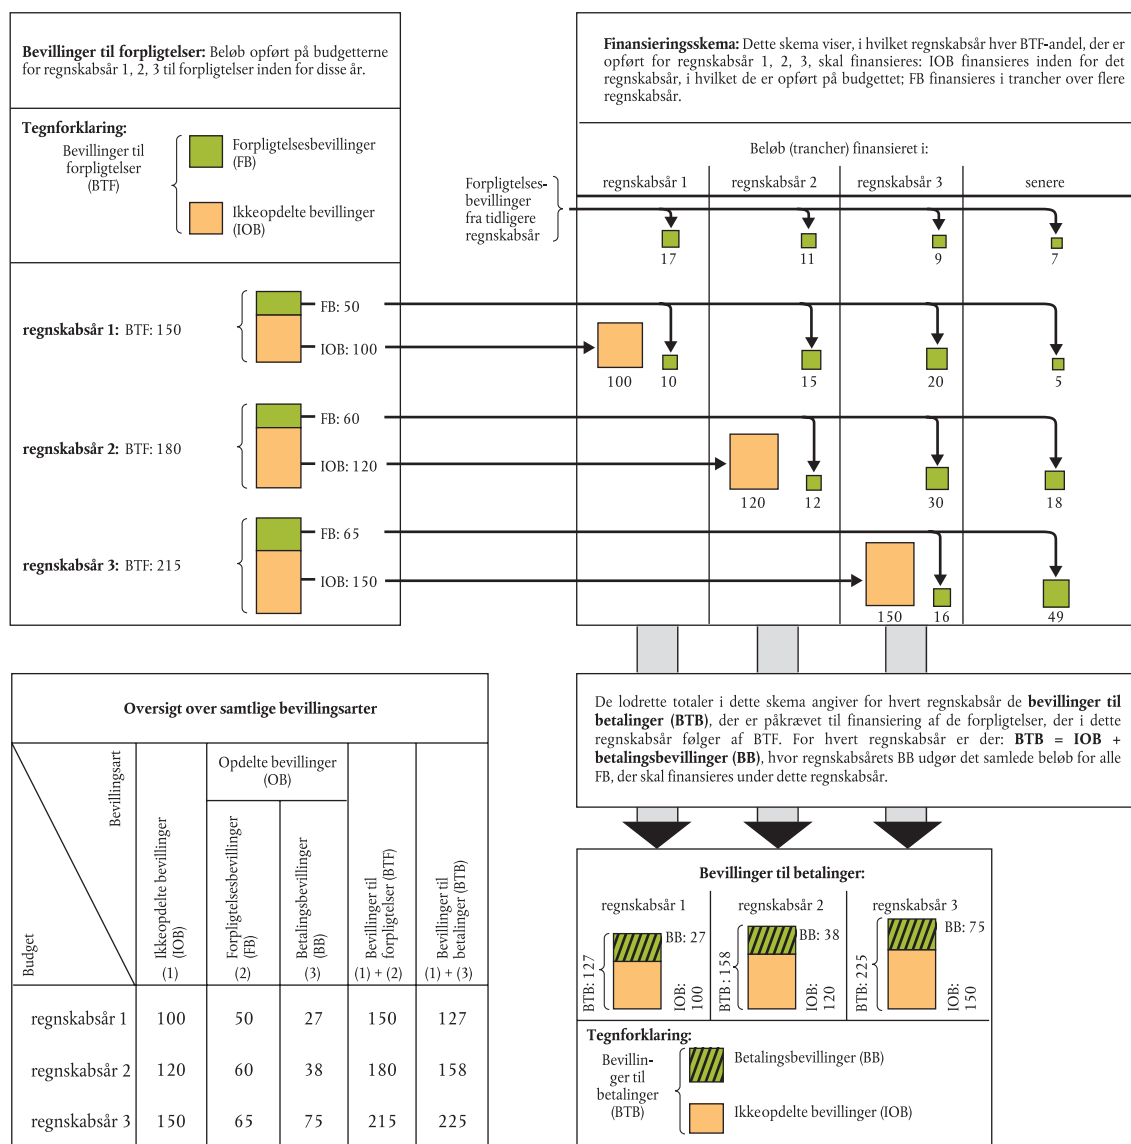 Bevillinger til forpligtelser: Beløb opført på budgetterne
for regnskabsår 1, 2, 3 til forpligtelser inden for disse år.
Tegnforklaring:
Bevillinger til
forpligtelser
(BTF)
Forpligtelsesbevillinger
(FB)
Ikkeopdelte bevillinger
(IOB)
regnskabsår 1: BTF: 150
FB: 50
IOB: 100
regnskabsår 2: BTF: 180
FB: 60
IOB: 120
regnskabsår 3: BTF: 215
FB: 65
IOB: 150
Finansieringsskema: Dette skema viser, i hvilket regnskabsår hver BTF-andel, der er
opført for regnskabsår 1, 2, 3, skal finansieres: IOB finansieres inden for det
regnskabsår, i hvilket de er opført på budgettet; FB finansieres i trancher over flere
regnskabsår.
Beløb (trancher) finansieret i:
regnskabsår 1 regnskabsår 2 regnskabsår 3 senere
Forpligtelses-
bevillinger
fra tidligere
regnskabsår
17 11 9 7
100 10 15 20 5
120 12 30 18
150 16 49
De lodrette totaler i dette skema angiver for hvert regnskabsår de bevillinger til
betalinger (BTB), der er påkrævet til finansiering af de forpligtelser, der i dette
regnskabsår følger af BTF. For hvert regnskabsår er der: BTB = IOB +
betalingsbevillinger (BB), hvor regnskabsårets BB udgør det samlede beløb for alle
FB, der skal finansieres under dette regnskabsår.
Oversigt over samtlige bevillingsarter
Bevillingsart
Budget
Opdelte bevillinger
(OB)
Ikkeopdelte bevillinger
(IOB)
(1)
Forpligtelsesbevillinger
(FB)
(2)
Betalingsbevillinger
(BB)
(3)
Bevillinger til
forpligtelser (BTF)
(1) + (2)
Bevillinger til
betalinger (BTB)
(1) + (3)
regnskabsår 1 100 50 27 150 127
regnskabsår 2 120 60 38 180 158
regnskabsår 3 150 65 75 215 225
Bevillinger til betalinger:
regnskabsår 1
BTB: 127
BB: 27
IOB:
100
regnskabsår 2
BTB: 158
BB: 38
IOB:
120
regnskabsår 3
BTB: 225
BB: 75
IOB:
150
Tegnforklaring:
Bevillin-
ger til
betalinger
(BTB)
Betalingsbevillinger (BB)
Ikkeopdelte bevillinger (IOB)